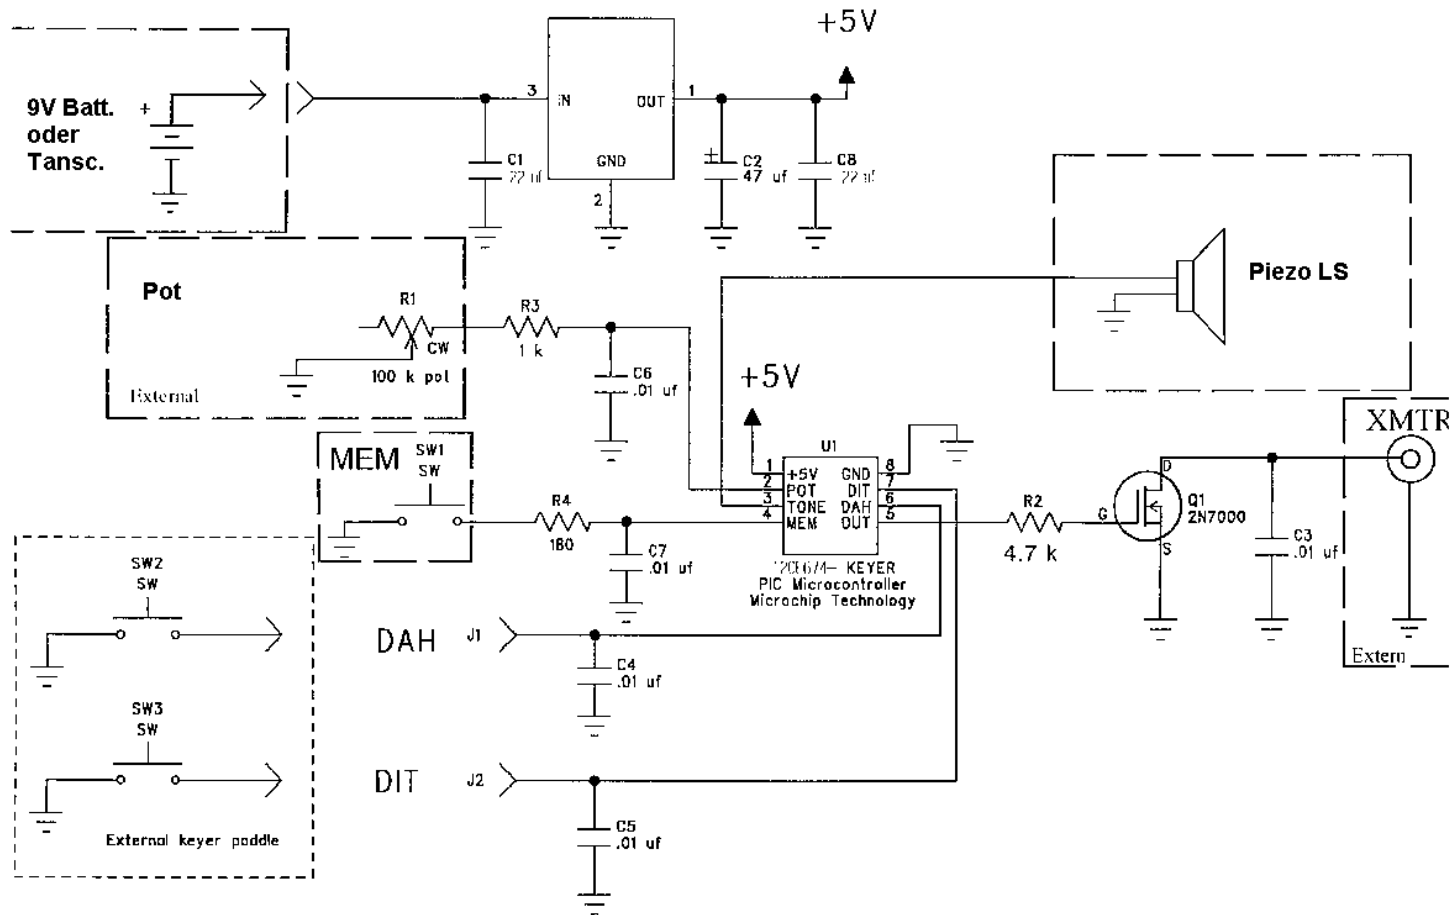 +5V
9V Batt.
oder
Tansc.
+
3
IN
OUT
1
GND
2
C1
.22 uf
+
C2
47 uf
C8
.22 uf
Pot
R1
CW
100 k pot
External
R3
1 k
C6
.01 uf
Piezo LS
+5V
XMTR
MEM
SW1
SW
R4
180
C7
.01 uf
U1
1
+5V
GND
8
2
POT
DIT
7
3
TONE
DAH
6
4
MEM
OUT
5
KEYER
PIC Microcontroller
Microchip Technology
R2
4.7 k
G
D
S
Q1
2N7000
C3
.01 uf
Extern
SW2
SW
DAH
J1
C4
.01 uf
SW3
SW
DIT
J2
C5
.01 uf
External keyer paddle